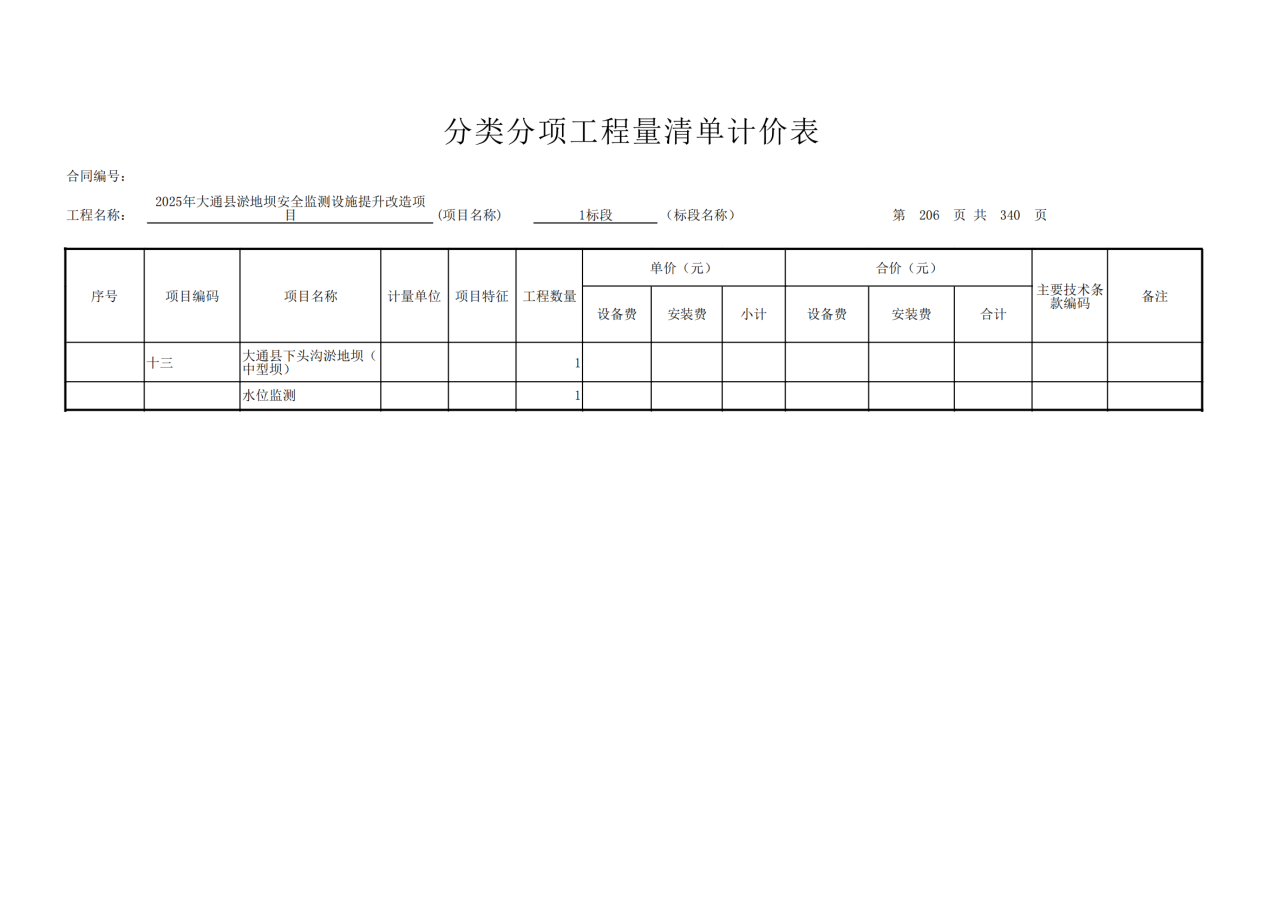 分类分项工程量清单计价表
合同编号：
2025年大通县淤地坝安全监测设施提升改造项
工程名称： 目 (项目名称) 1标段 （标段名称） 第 206 页 共 340 页
单价（元） 合价（元）
序号 项目编码 项目名称 计量单位 项目特征 工程数量 主要技术条 备注
款编码
设备费 安装费 小计 设备费 安装费 合计
大通县下头沟淤地坝（
十三 1
中型坝）
水位监测 1